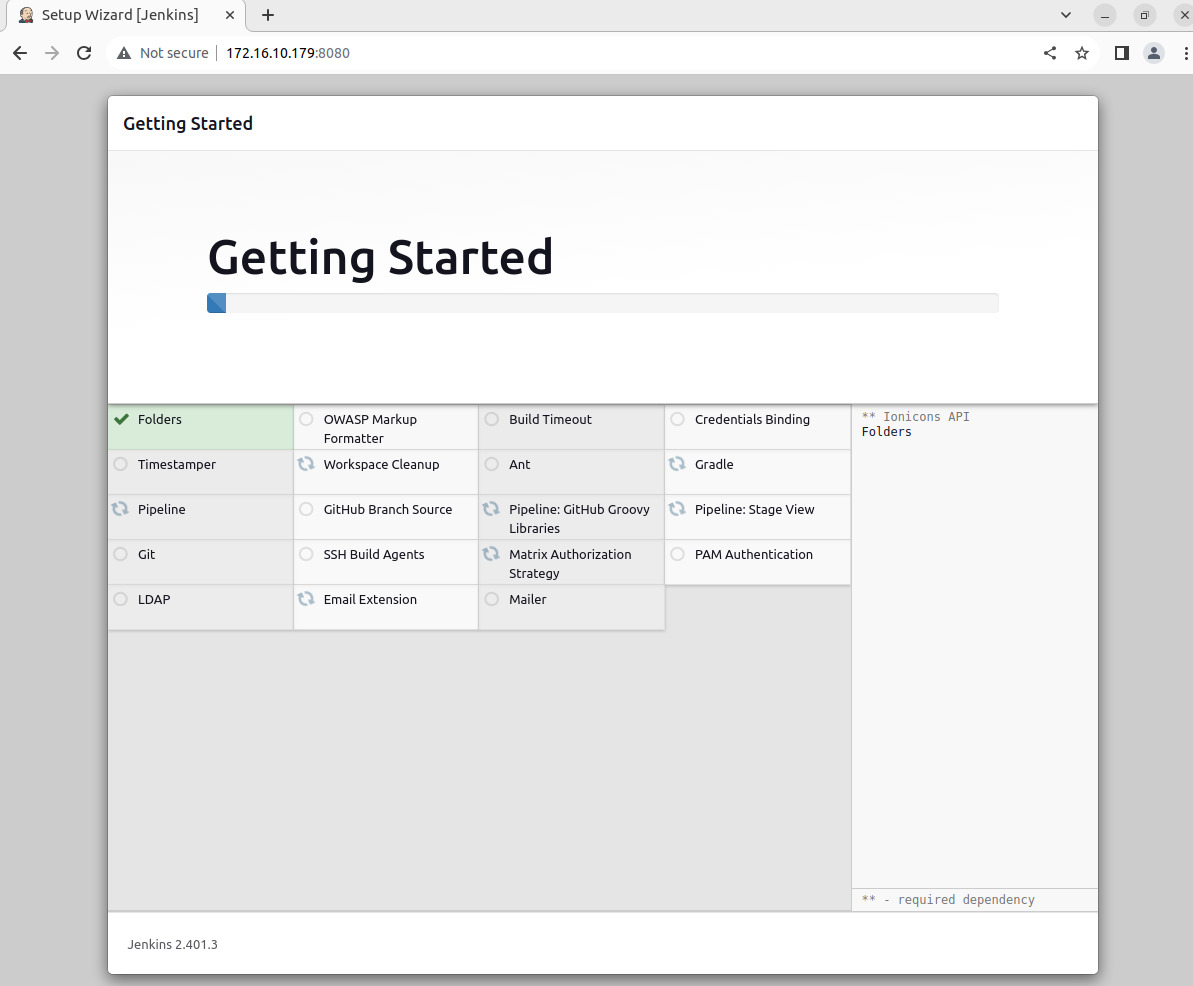 Setup Wizard [Jenkins]
Not secure
172.16.10.179:8080
Getting Started
Getting Started
Folders
OWASP Markup
Formatter
Build Timeout
Credentials Binding
Timestamper
Workspace Cleanup
Ant
Gradle
Pipeline
GitHub Branch Source
Pipeline: GitHub Groovy
Libraries
Pipeline: Stage View
Git
SSH Build Agents
Matrix Authorization
Strategy
PAM Authentication
LDAP
Email Extension
Mailer
** Ionicons API
Folders
** - required dependency
Jenkins 2.401.3